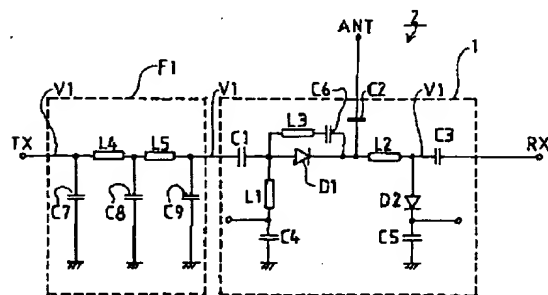 ANT 2
F1 C6 C2 1
TX V1 L4 L5 V1 C1 L3 L2 V1 C3 RX
D1
L1 D2
C7 C8 C9 C4 C5